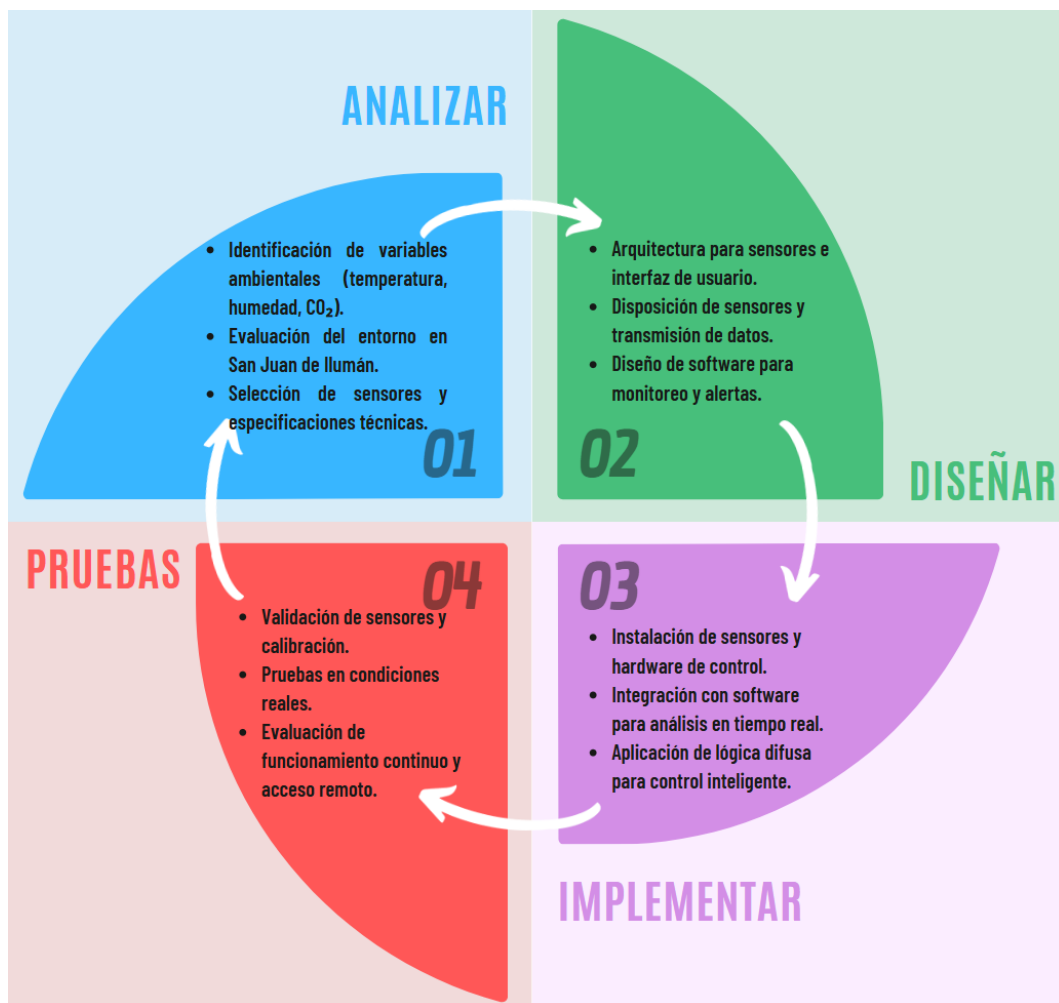 ANALIZAR
• Identificación de variables
ambientales (temperatura,
humedad, CO₂).
• Evaluación del entorno en
San Juan de Ilumán.
• Selección de sensores y
especificaciones técnicas.
01
• Arquitectura para sensores e
interfaz de usuario.
• Disposición de sensores y
transmisión de datos.
• Diseño de software para
monitoreo y alertas.
02
DISEÑAR
03
• Instalación de sensores y
hardware de control.
• Integración con software
para análisis en tiempo real.
• Aplicación de lógica difusa
para control inteligente.
IMPLEMENTAR
PRUEBAS
04
• Validación de sensores y
calibración.
• Pruebas en condiciones
reales.
• Evaluación de
funcionamiento continuo y
acceso remoto.